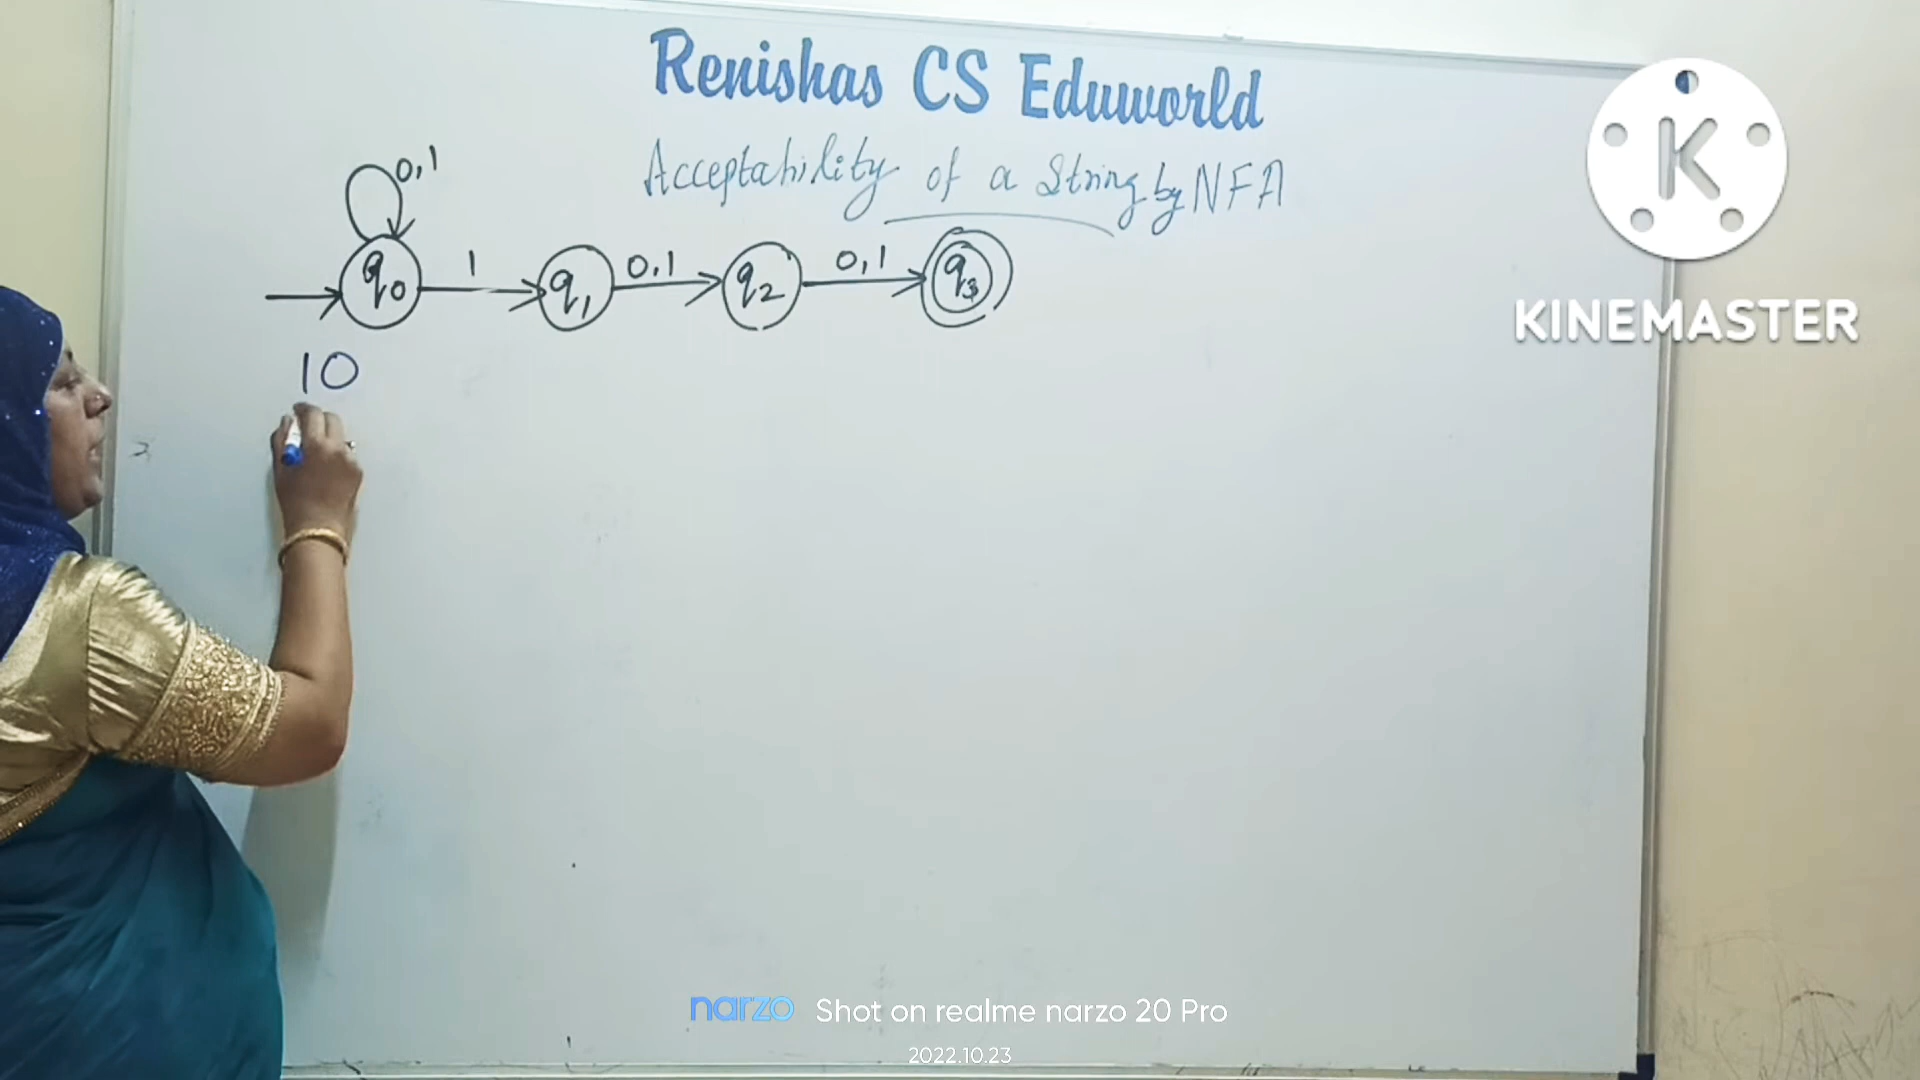 Renishas CS Eduworld
Acceptability of a String by NFA
0,1
q0 1 q1 0,1 q2 0,1 q3
10
K
KINEMASTER
narzo Shot on realme narzo 20 Pro
2022.10.23